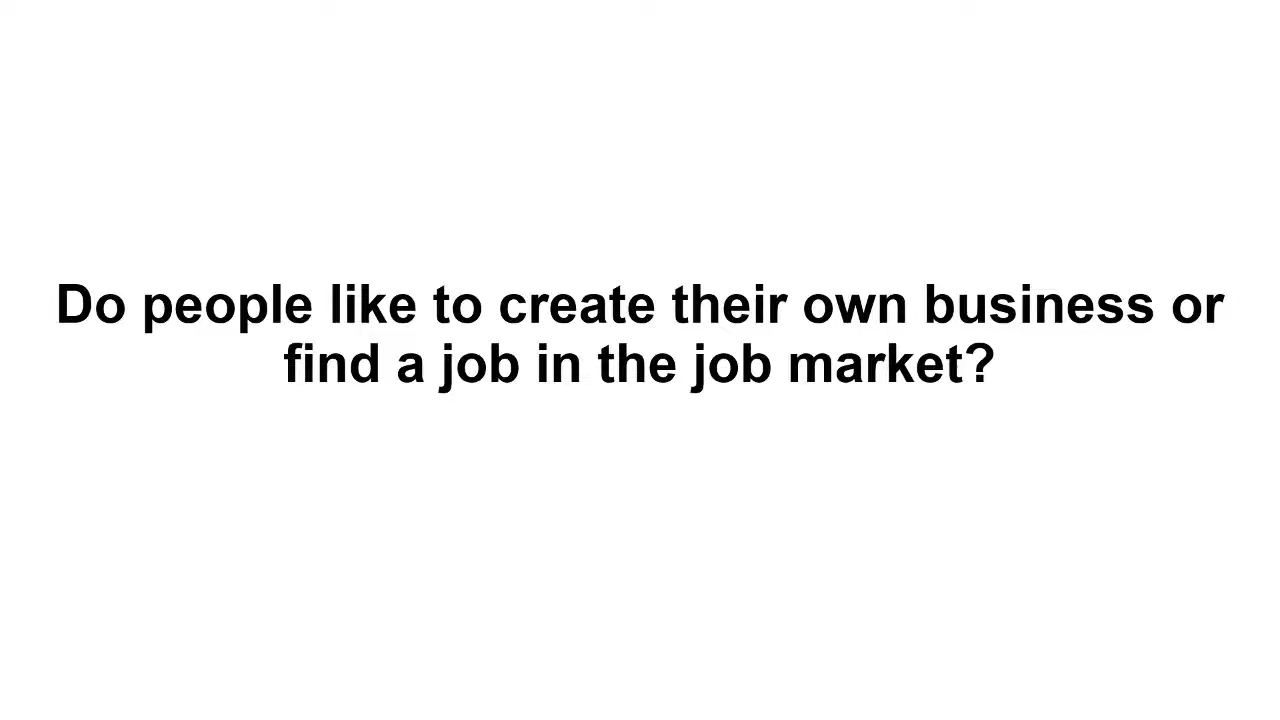 Do people like to create their own business or
find a job in the job market?